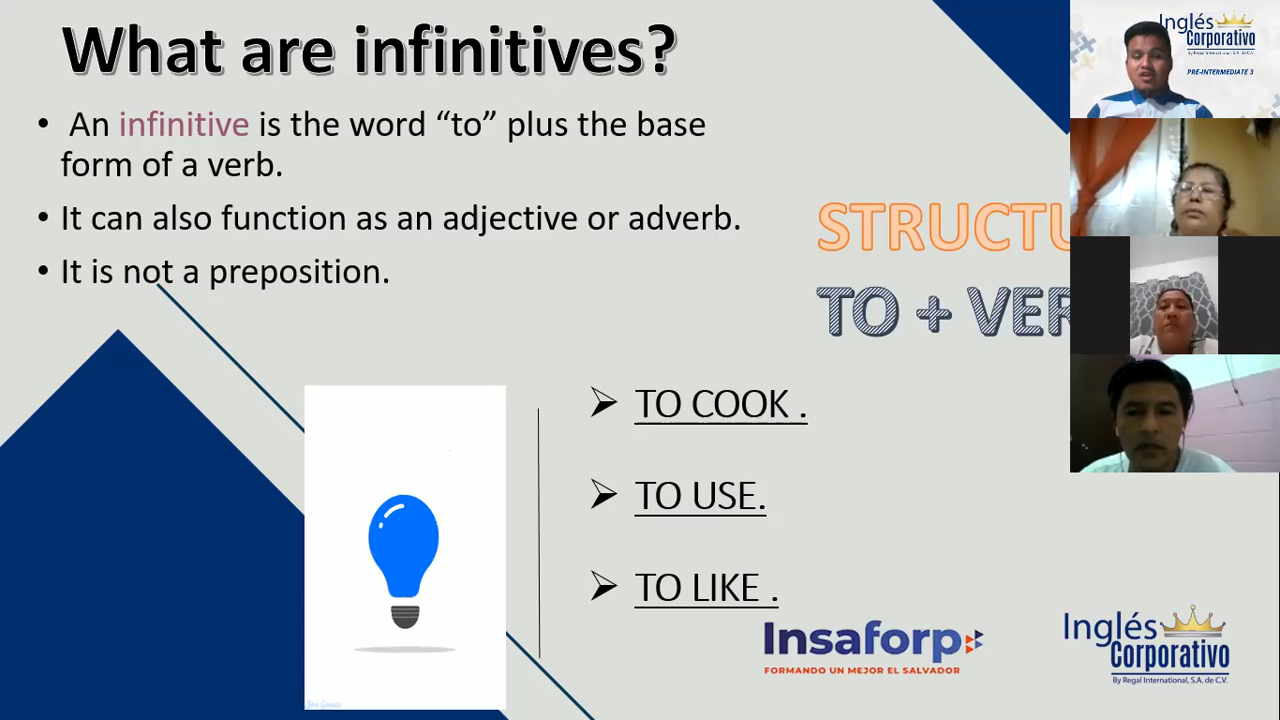 What are infinitives?
• An infinitive is the word “to” plus the base
form of a verb.
• It can also function as an adjective or adverb.
• It is not a preposition.
STRUCTU
TO + VER
➢ TO COOK .
➢ TO USE.
➢ TO LIKE .
Insaforp
FORMANDO UN MEJOR EL SALVADOR
Inglés
Corporativo
By Regal International, S.A. de C.V.
Inglés
Corporativo
PRE-INTERMEDIATE 3